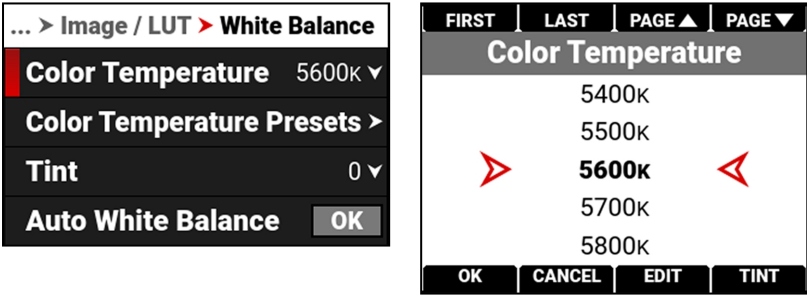 ... > Image / LUT > White Balance
Color Temperature 5600K
Color Temperature Presets >
Tint 0
Auto White Balance OK
FIRST LAST PAGE▲ PAGE▼
Color Temperature
5400K
5500K
5600K
5700K
5800K
OK CANCEL EDIT TINT